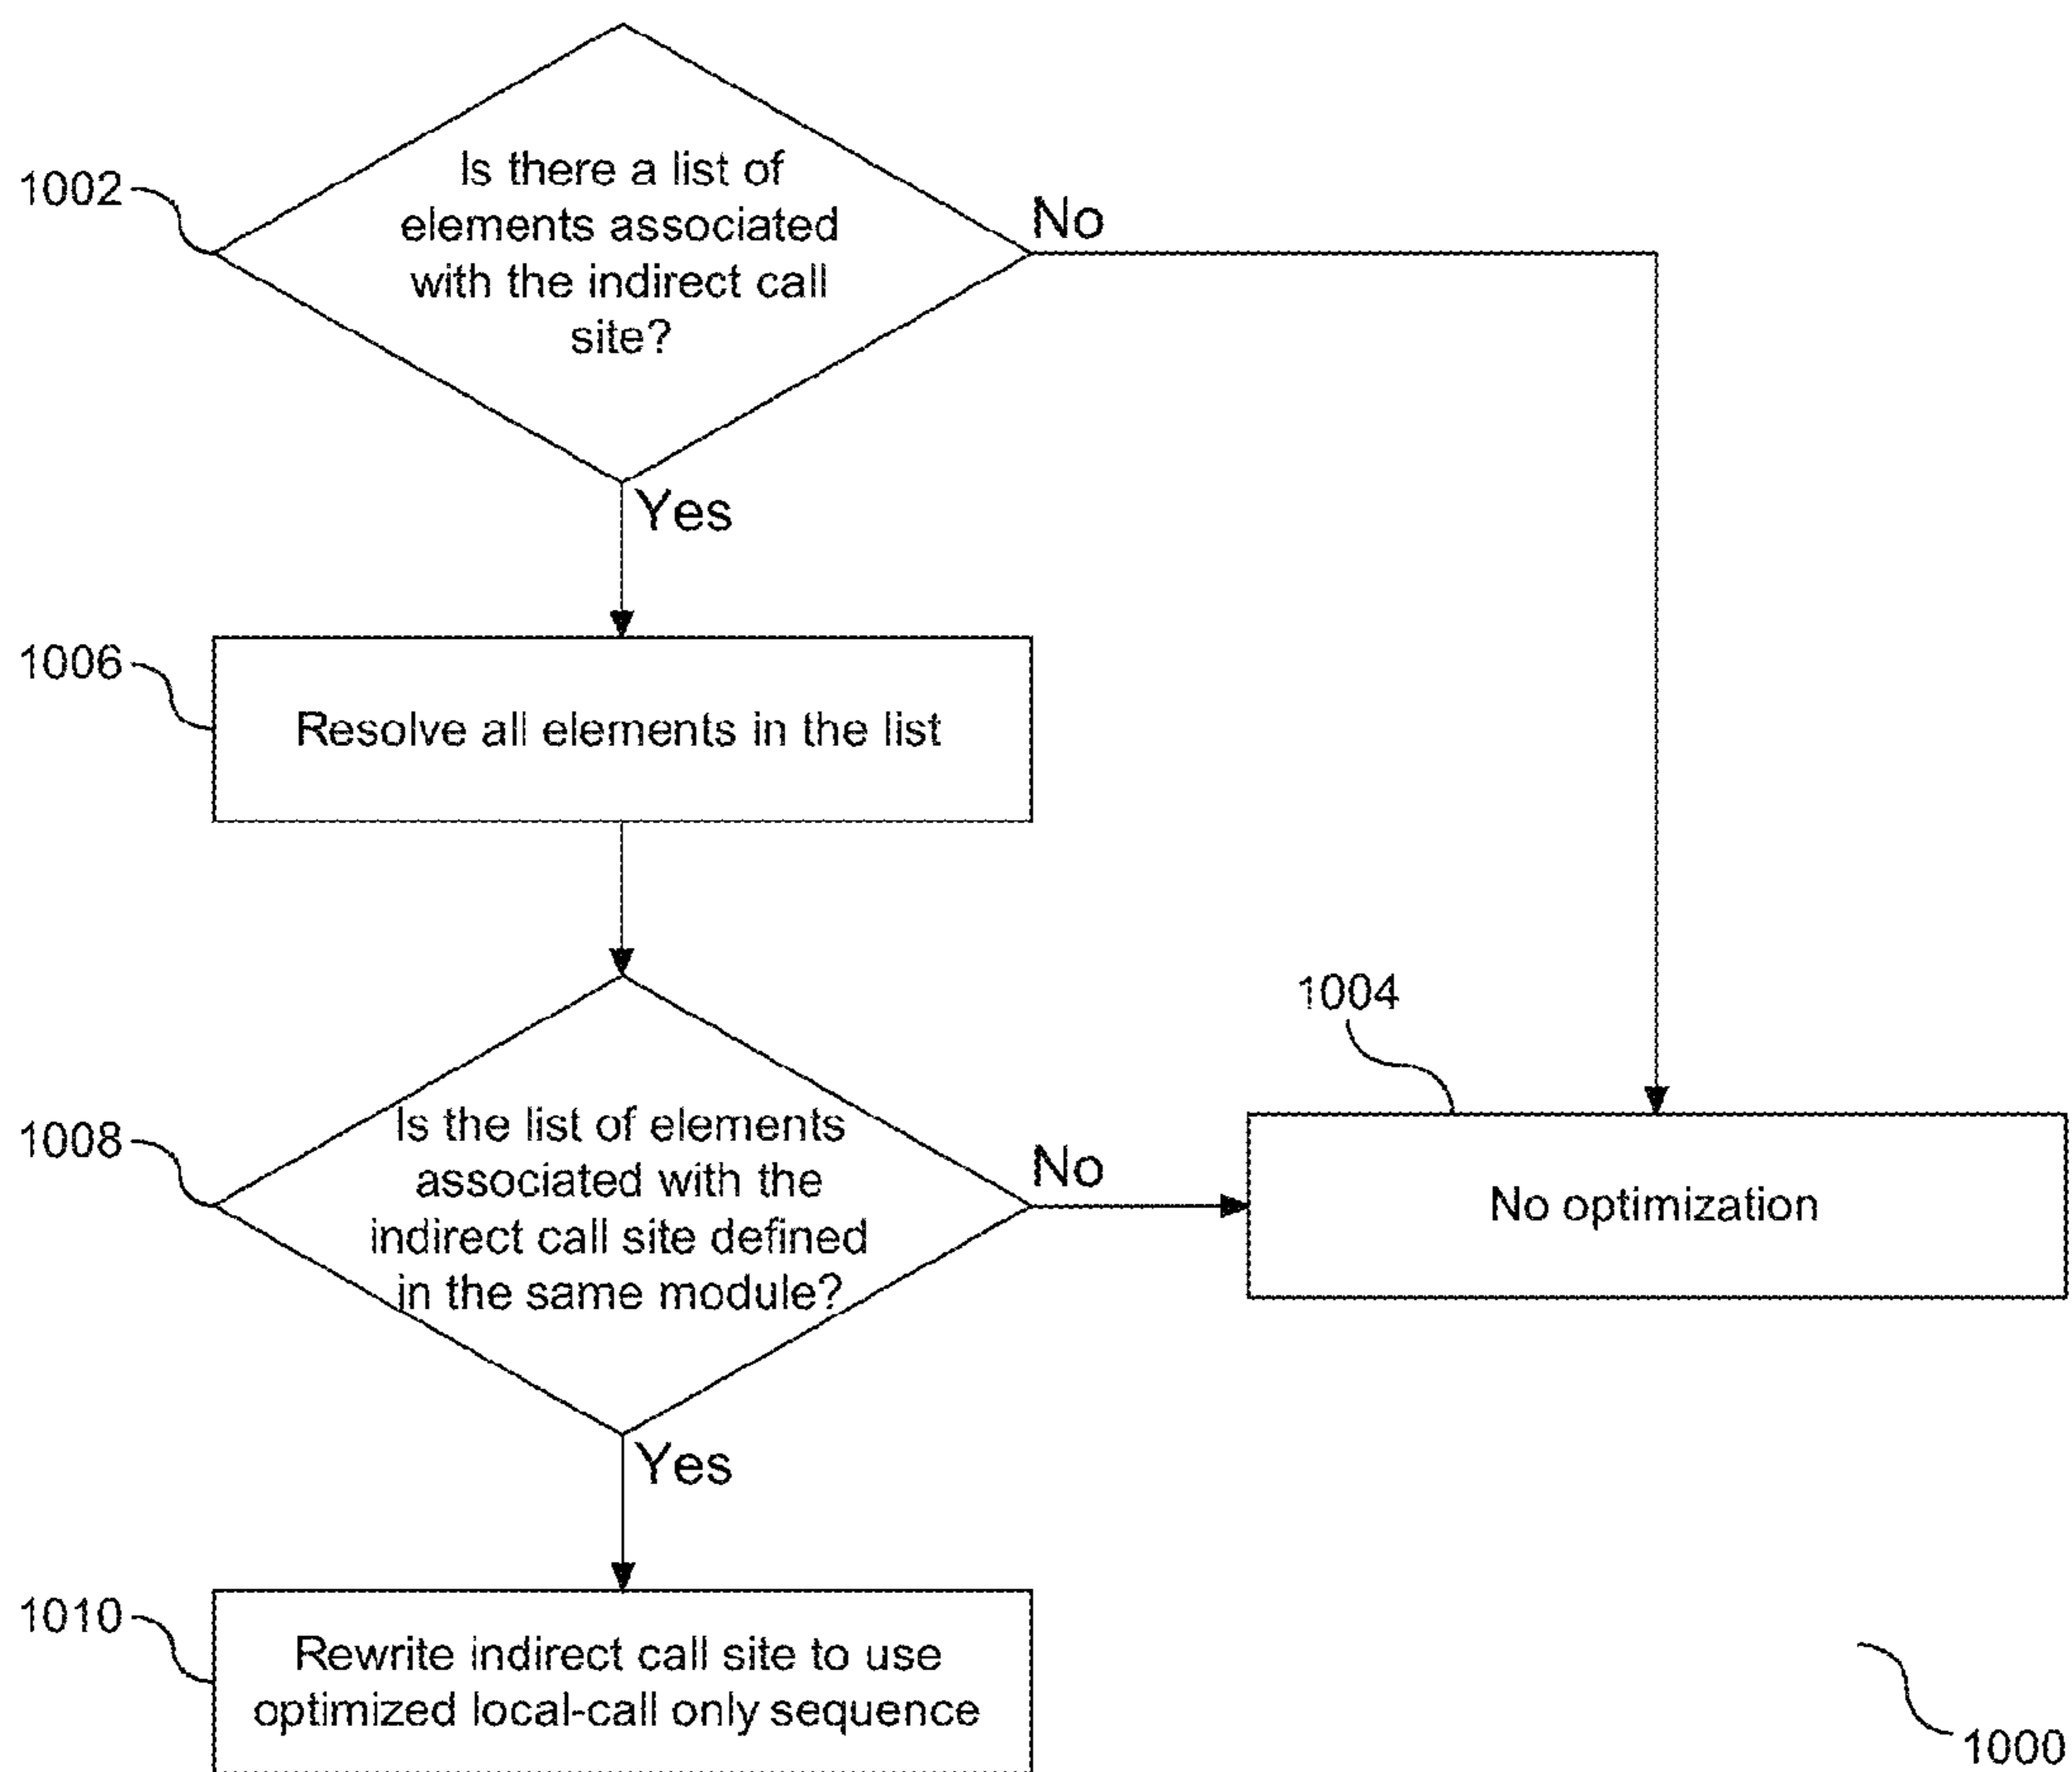 1002
Is there a list of
elements associated
with the indirect call
site?
No
Yes
1006
Resolve all elements in the list
1004
1008
Is the list of elements
associated with the
indirect call site defined
in the same module?
No
No optimization
Yes
1010
Rewrite indirect call site to use
optimized local-call only sequence
1000